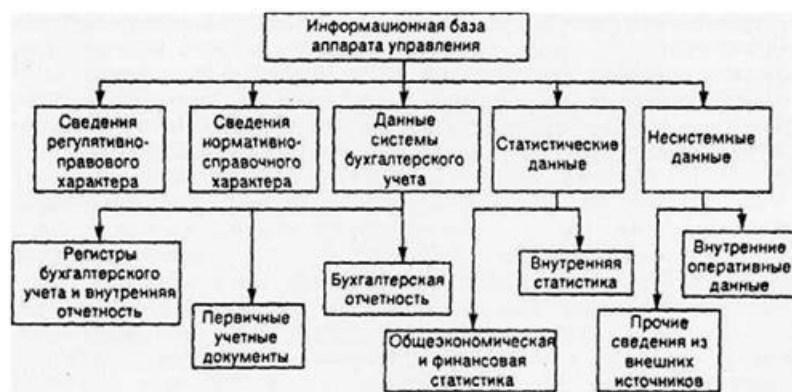 Информационная база
аппарата управления
Сведения
регулятивно-
правового
характера
Сведения
нормативно-
справочного
характера
Данные
системы
бухгалтерского
учета
Статистические
данные
Несистемные
данные
Регистры
бухгалтерского
учета и внутренняя
отчетность
Первичные
учетные
документы
Бухгалтерская
отчетность
Общеэкономическая
и финансовая
статистика
Внутренняя
статистика
Прочие
сведения из
внешних
источников
Внутренние
оперативные
данные